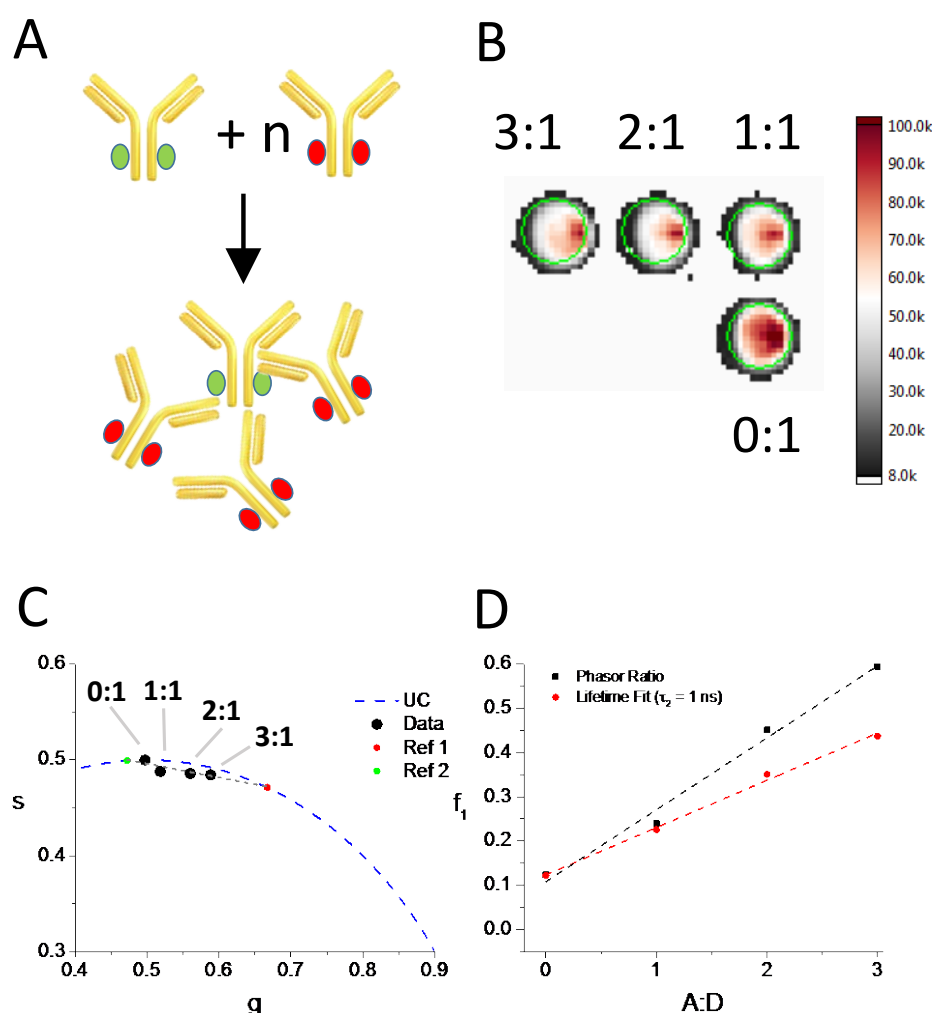 A
+ n
B
3:1 2:1 1:1
0:1
100.0k
90.0k
80.0k
70.0k
60.0k
50.0k
40.0k
30.0k
20.0k
8.0k
C
0.6
0.5
0.4
0.3
s
0:1
1:1
2:1
3:1
UC
Data
Ref 1
Ref 2
0.4 0.5 0.6 0.7 0.8 0.9
g
D
0.6
0.5
0.4
0.3
0.2
0.1
0.0
f1
Phasor Ratio
Lifetime Fit (τ2 = 1 ns)
0 1 2 3
A:D